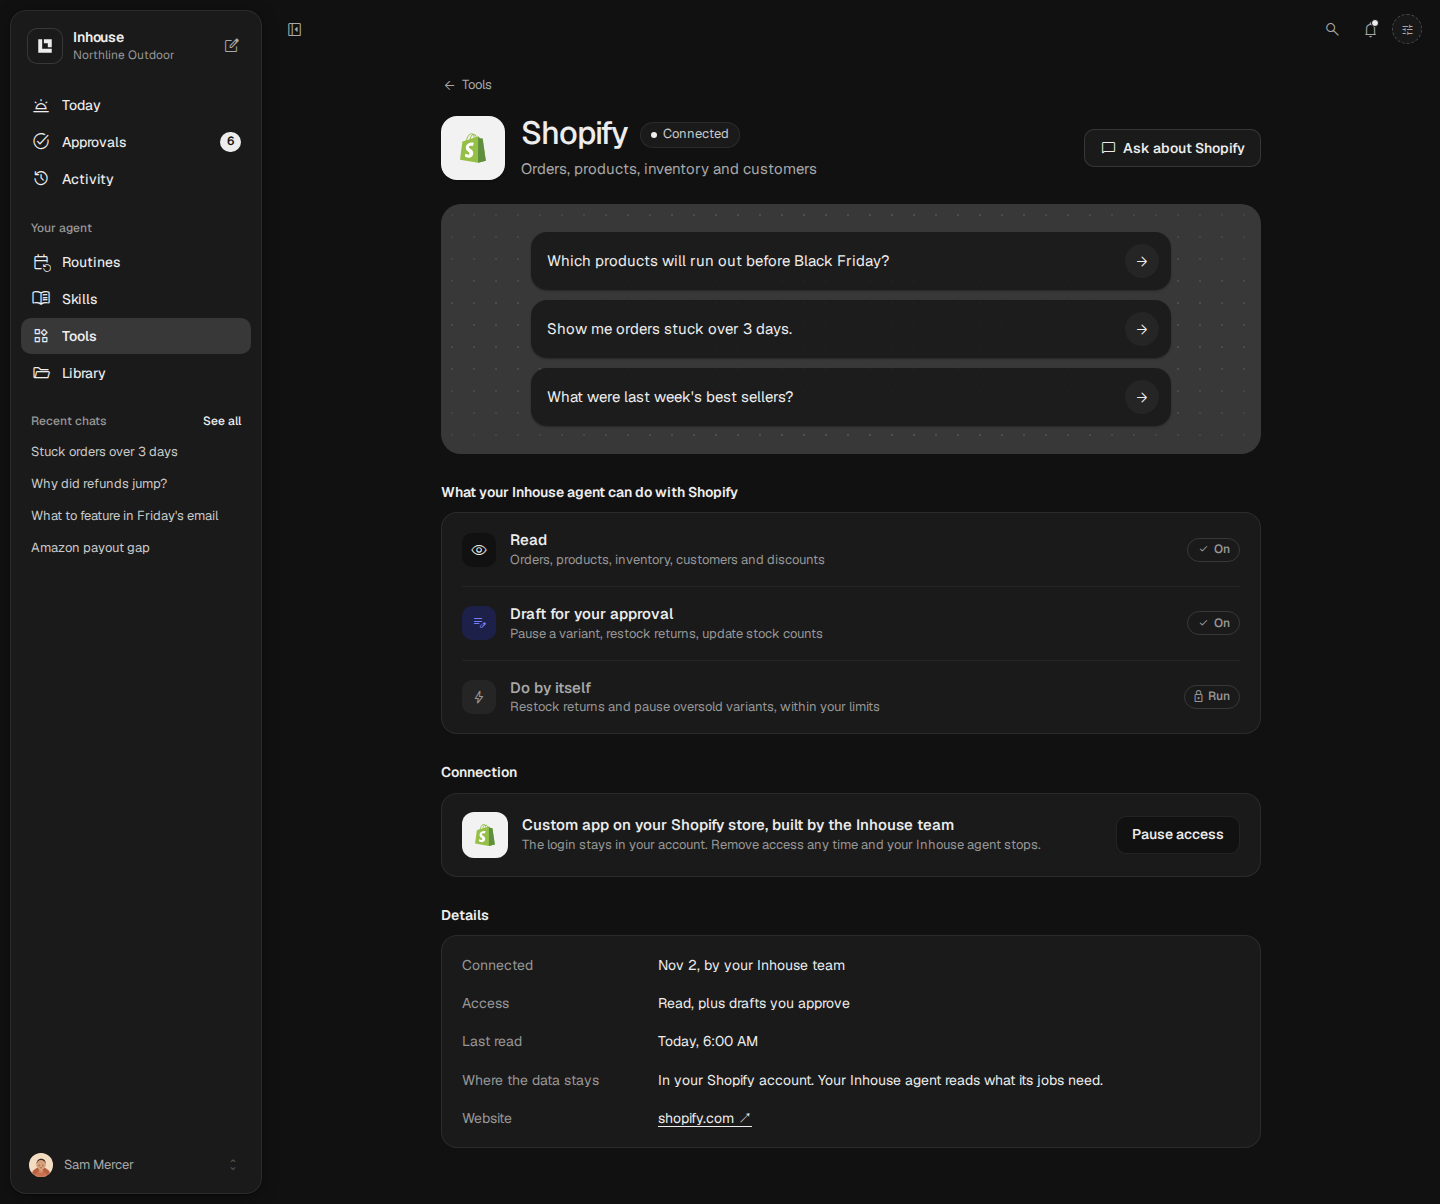 Inhouse
Northline Outdoor
Today
Approvals
6
Activity
Your agent
Routines
Skills
Tools
Library
Recent chats
See all
Stuck orders over 3 days
Why did refunds jump?
What to feature in Friday's email
Amazon payout gap
Sam Mercer
Tools
Shopify
Connected
Orders, products, inventory and customers
Ask about Shopify
Which products will run out before Black Friday?
Show me orders stuck over 3 days.
What were last week's best sellers?
What your Inhouse agent can do with Shopify
Read
Orders, products, inventory, customers and discounts
On
Draft for your approval
Pause a variant, restock returns, update stock counts
On
Do by itself
Restock returns and pause oversold variants, within your limits
Run
Connection
Custom app on your Shopify store, built by the Inhouse team
The login stays in your account. Remove access any time and your Inhouse agent stops.
Pause access
Details
Connected
Nov 2, by your Inhouse team
Access
Read, plus drafts you approve
Last read
Today, 6:00 AM
Where the data stays
In your Shopify account. Your Inhouse agent reads what its jobs need.
Website
shopify.com ↗